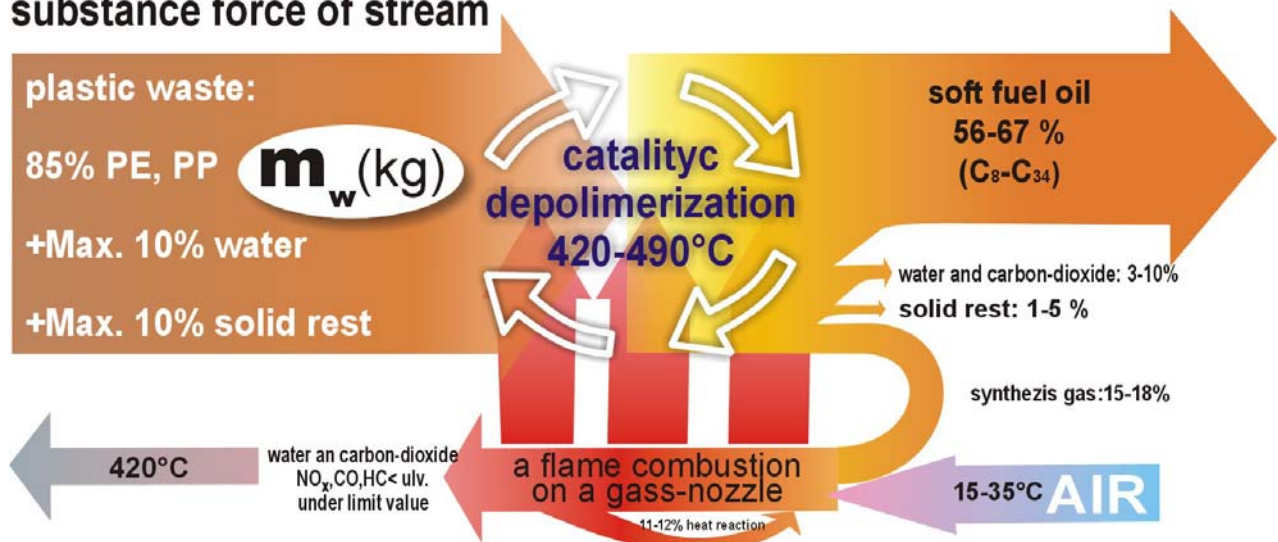 substance force of stream
plastic waste:
85% PE, PP
m w (kg)
+Max. 10% water
+Max. 10% solid rest
catalityc
depolimerization
420-490°C
soft fuel oil
56-67 %
(C8-C34)
water and carbon-dioxide: 3-10%
solid rest: 1-5 %
synthezis gas:15-18%
420°C
water an carbon-dioxide
NOx,CO,HC< ulv.
under limit value
a flame combustion
on a gass-nozzle
11-12% heat reaction
15-35°C AIR